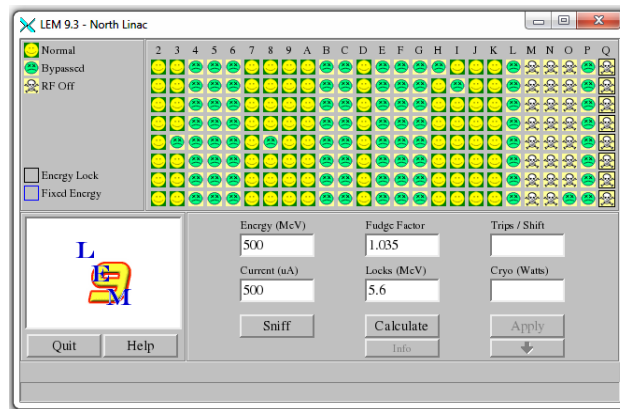 LEM 9.3 - North Linac
Normal
Bypassed
RF Off
2 3 4 5 6 7 8 9 A B C D E F G H I J K L M N O P Q
Energy Lock
Fixed Energy
L
E
M
9
Quit Help
Energy (MeV) Fudge Factor Trips / Shift
500 1.035
Current (uA) Locks (MeV) Cryo (Watts)
500 5.6
Sniff Calculate Apply
Info